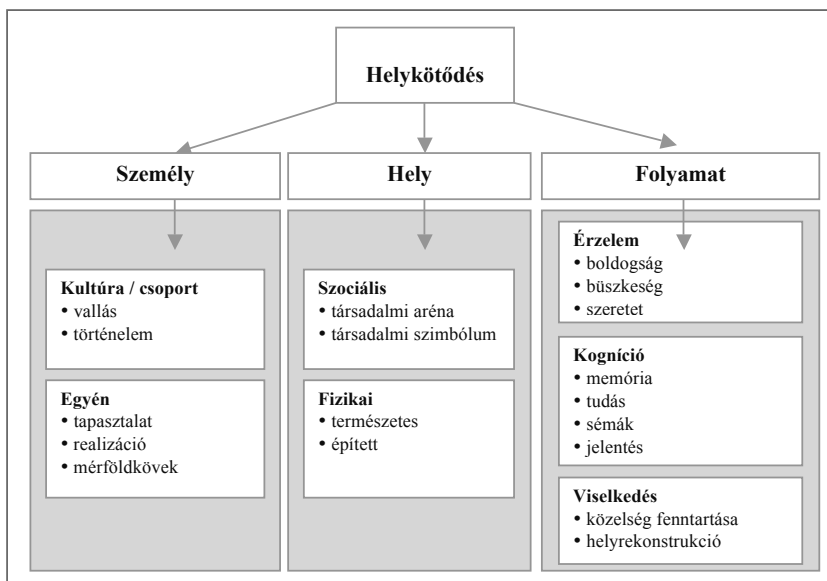 Helykötődés
Személy
Kultúra / csoport
• vallás
• történelem
Egyén
• tapasztalat
• realizáció
• mérföldkövek
Hely
Szociális
• társadalmi aréna
• társadalmi szimbólum
Fizikai
• természetes
• épített
Folyamat
Érzelem
• boldogság
• büszkeség
• szeretet
Kogníció
• memória
• tudás
• sémák
• jelentés
Viselkedés
• közelség fenntartása
• helyrekonstrukció